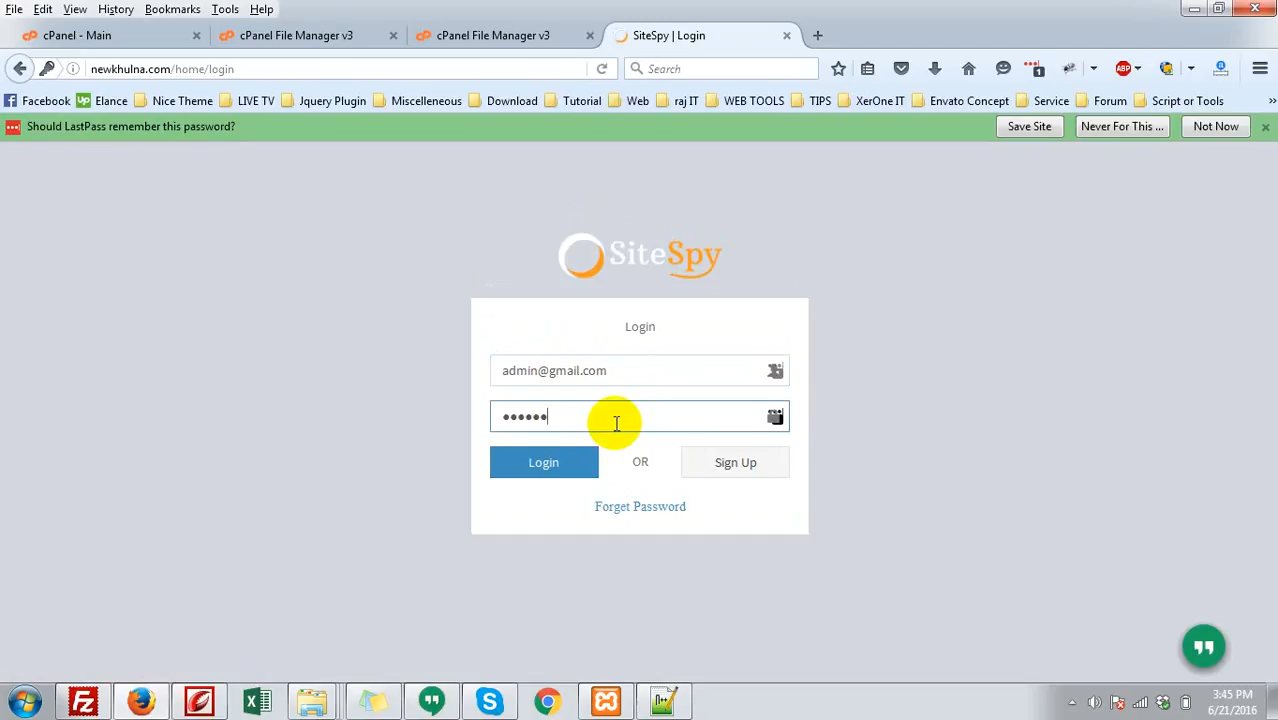 File Edit View History Bookmarks Tools Help
cPanel - Main × cPanel File Manager v3 × cPanel File Manager v3 × SiteSpy | Login ×
newkhulna.com/home/login Search 1 ABP
Facebook Up Elance Nice Theme LIVE TV Jquery Plugin Miscelleneous Download Tutorial Web raj IT WEB TOOLS TIPS XerOne IT Envato Concept Service Forum Script or Tools »
Should LastPass remember this password? Save Site Never For This ... Not Now ×
SiteSpy
Login
admin@gmail.com
••••••
Login OR Sign Up
Forget Password
3:45 PM
6/21/2016